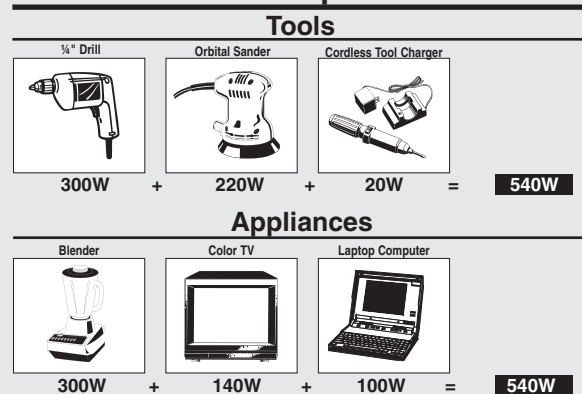 Tools
¼" Drill Orbital Sander Cordless Tool Charger
300W + 220W + 20W = 540W
Appliances
Blender Color TV Laptop Computer
300W + 140W + 100W = 540W